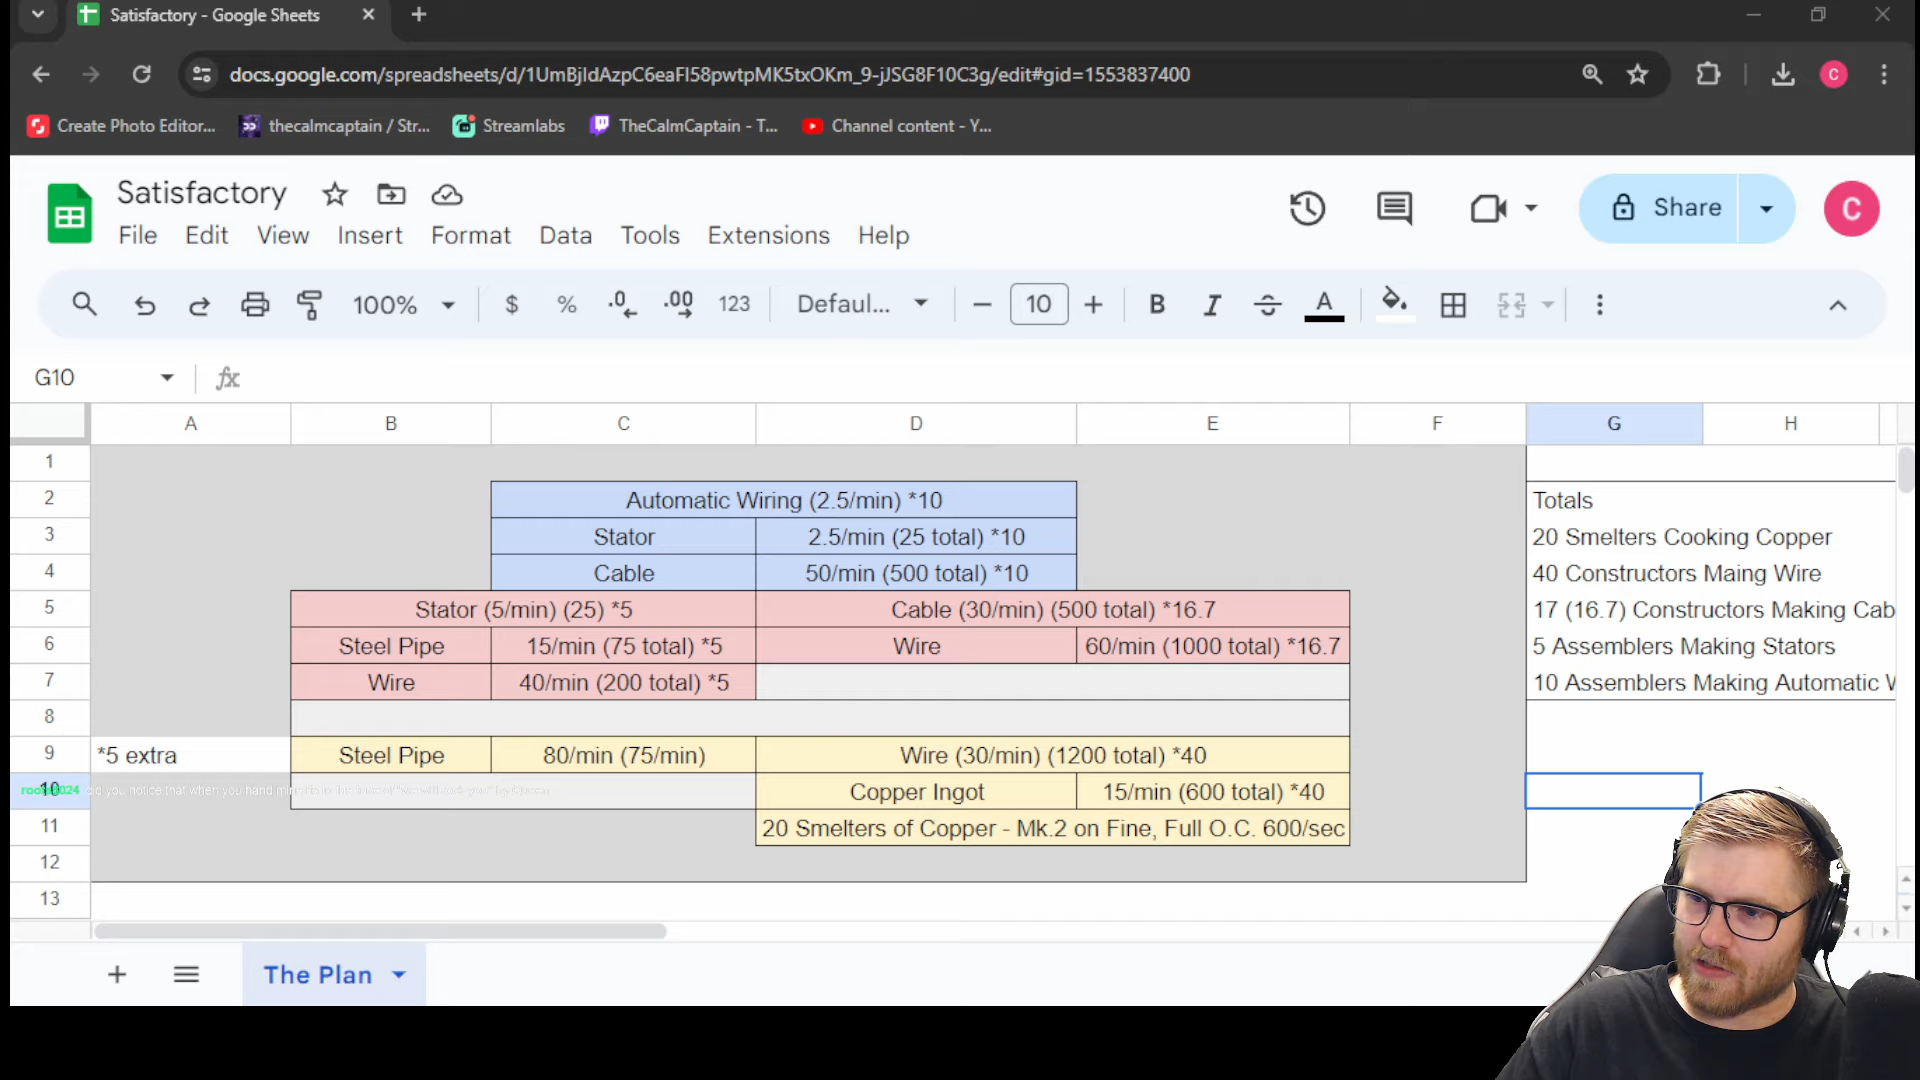 Satisfactory - Google Sheets
docs.google.com/spreadsheets/d/1UmBjIdAzpC6eaFI58pwtpMK5txOKm_9-jJSG8F10C3g/edit#gid=1553837400
C
Create Photo Editor... thecalmcaptain / Str... Streamlabs TheCalmCaptain - T... Channel content - Y...
Satisfactory
Share
C
File Edit View Insert Format Data Tools Extensions Help
100% $ % .0 .00 123 Defaul... 10 B I A
G10 fx
A B C D E F G H
1
2 Automatic Wiring (2.5/min) *10 Totals
3 Stator 2.5/min (25 total) *10 20 Smelters Cooking Copper
4 Cable 50/min (500 total) *10 40 Constructors Maing Wire
5 Stator (5/min) (25) *5 Cable (30/min) (500 total) *16.7 17 (16.7) Constructors Making Cab
6 Steel Pipe 15/min (75 total) *5 Wire 60/min (1000 total) *16.7 5 Assemblers Making Stators
7 Wire 40/min (200 total) *5 10 Assemblers Making Automatic
8
9 *5 extra Steel Pipe 80/min (75/min) Wire (30/min) (1200 total) *40
10 you notice that when you hand Copper Ingot 15/min (600 total) *40
11 20 Smelters of Copper - Mk.2 on Fine, Full O.C. 600/sec
12
13
The Plan